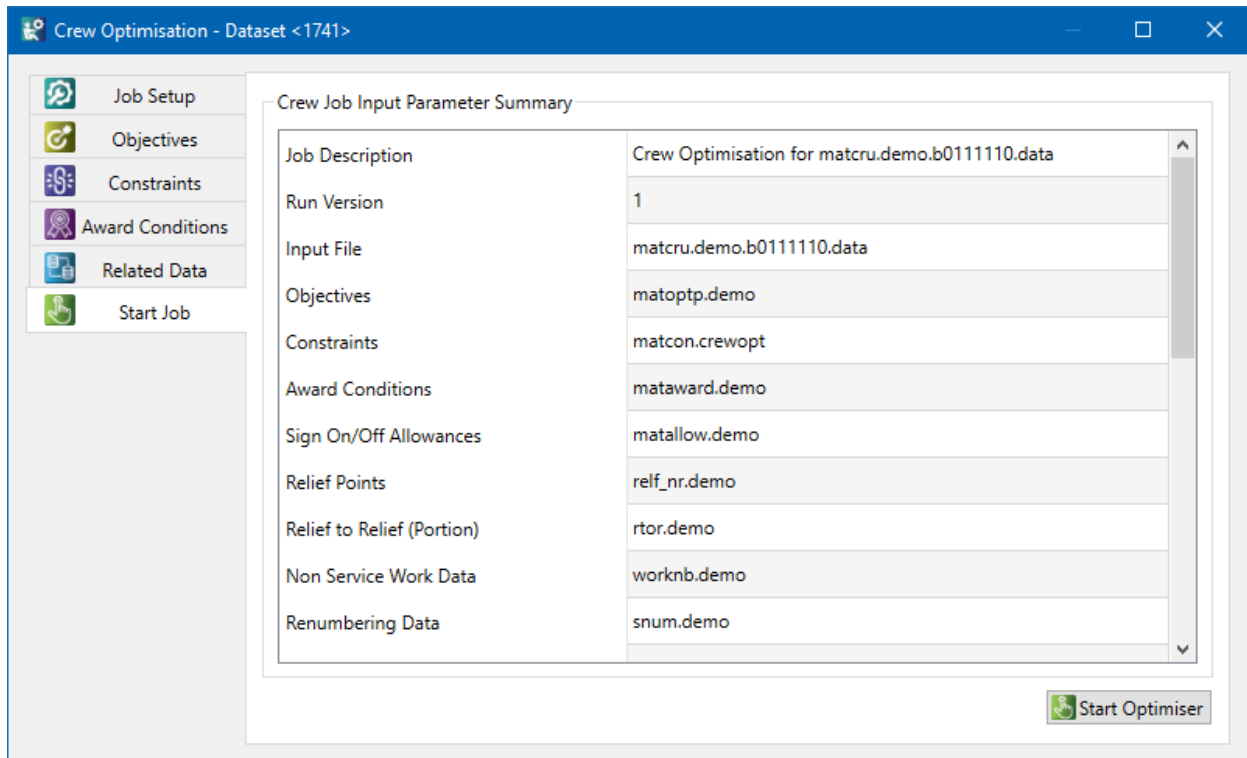 Crew Optimisation - Dataset <1741>
Job Setup
Objectives
Constraints
Award Conditions
Related Data
Start Job
Crew Job Input Parameter Summary
Job Description Crew Optimisation for matcru.demo.b0111110.data
Run Version 1
Input File matcru.demo.b0111110.data
Objectives matoptp.demo
Constraints matcon.crewopt
Award Conditions mataward.demo
Sign On/Off Allowances matallow.demo
Relief Points relf_nr.demo
Relief to Relief (Portion) rtor.demo
Non Service Work Data worknb.demo
Renumbering Data snum.demo
Start Optimiser